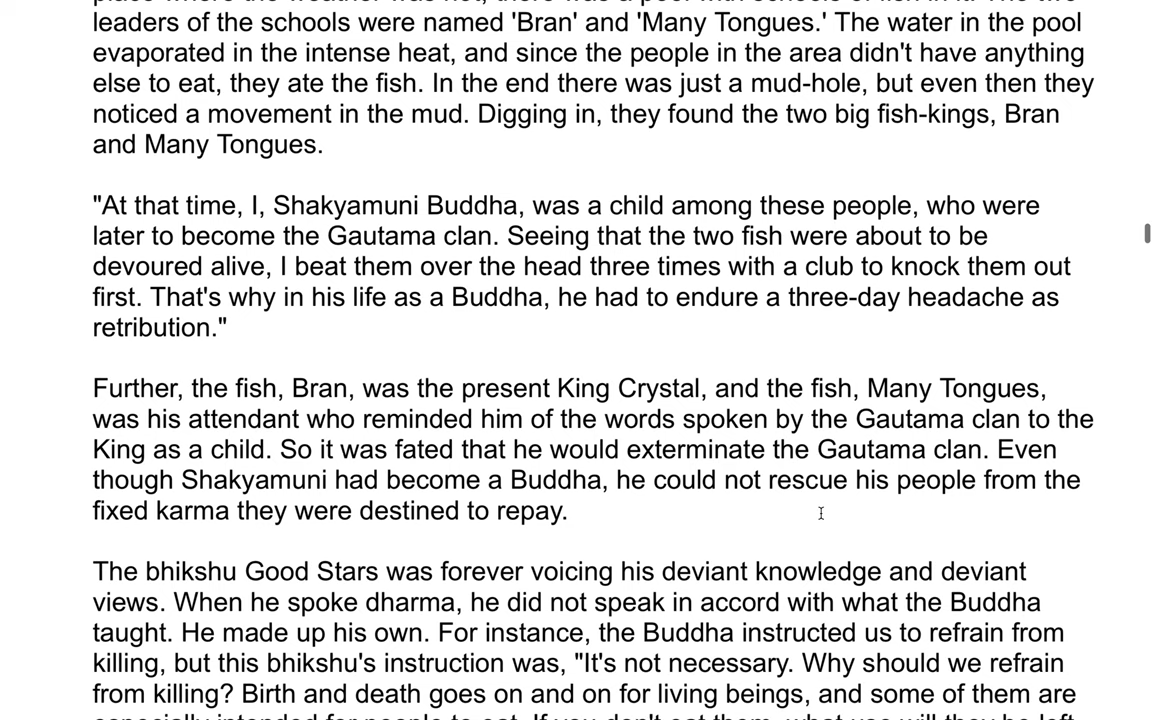 leaders of the schools were named 'Bran' and 'Many Tongues.' The water in the pool
evaporated in the intense heat, and since the people in the area didn't have anything
else to eat, they ate the fish. In the end there was just a mud-hole, but even then they
noticed a movement in the mud. Digging in, they found the two big fish-kings, Bran
and Many Tongues.
"At that time, I, Shakyamuni Buddha, was a child among these people, who were
later to become the Gautama clan. Seeing that the two fish were about to be
devoured alive, I beat them over the head three times with a club to knock them out
first. That's why in his life as a Buddha, he had to endure a three-day headache as
retribution."
Further, the fish, Bran, was the present King Crystal, and the fish, Many Tongues,
was his attendant who reminded him of the words spoken by the Gautama clan to the
King as a child. So it was fated that he would exterminate the Gautama clan. Even
though Shakyamuni had become a Buddha, he could not rescue his people from the
fixed karma they were destined to repay.
The bhikshu Good Stars was forever voicing his deviant knowledge and deviant
views. When he spoke dharma, he did not speak in accord with what the Buddha
taught. He made up his own. For instance, the Buddha instructed us to refrain from
killing, but this bhikshu's instruction was, "It's not necessary. Why should we refrain
from killing? Birth and death goes on and on for living beings, and some of them are